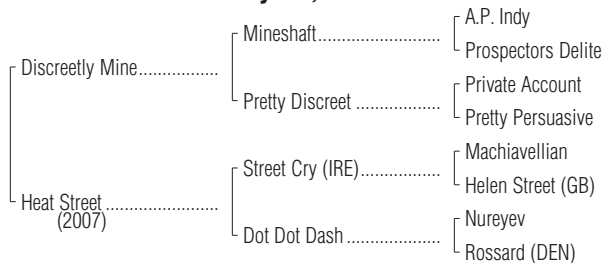 A.P. Indy
Mineshaft
Prospectors Delite
Discreetly Mine
Private Account
Pretty Discreet
Pretty Persuasive
Machiavellian
Street Cry (IRE)
Helen Street (GB)
Heat Street
(2007)
Nureyev
Dot Dot Dash
Rossard (DEN)